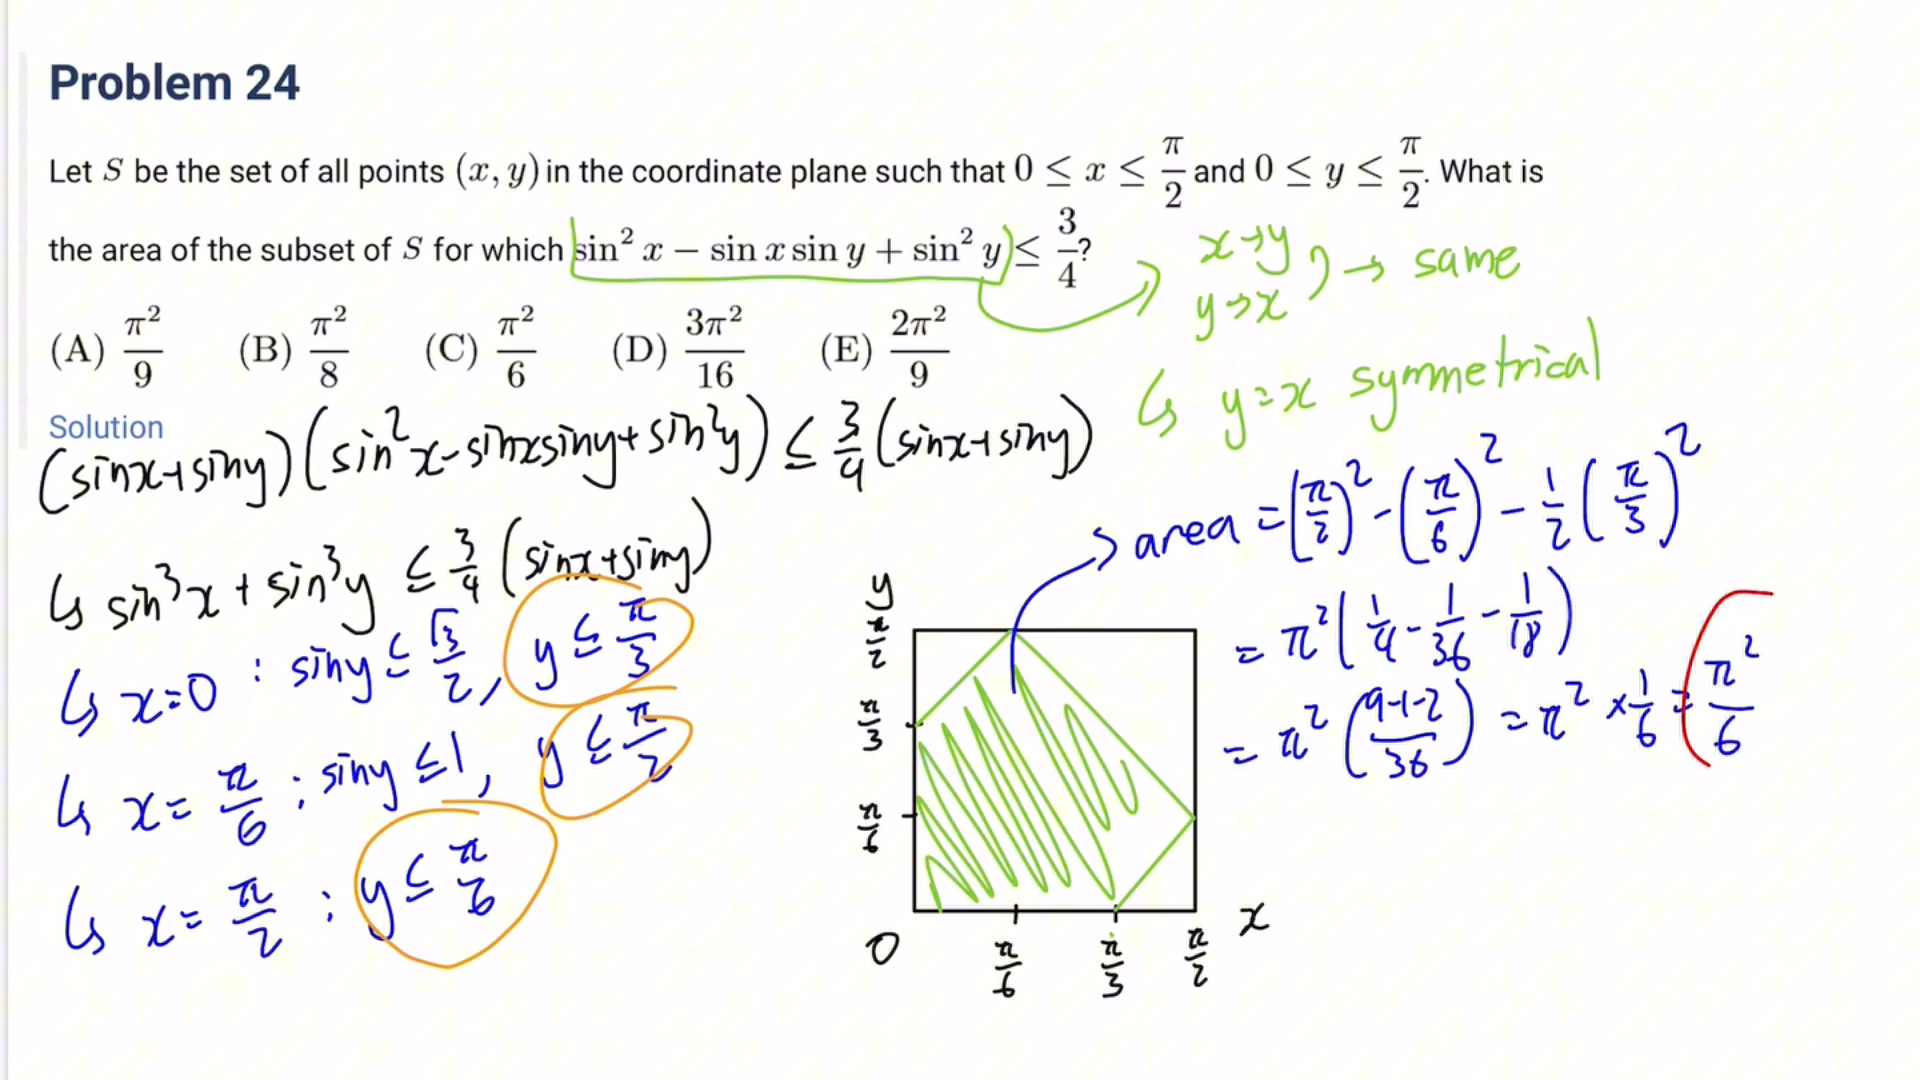 Problem 24
Let S be the set of all points (x, y) in the coordinate plane such that 0 ≤ x ≤ π/2 and 0 ≤ y ≤ π/2. What is
the area of the subset of S for which sin² x − sin x sin y + sin² y ≤ 3/4?
(A) π²/9 (B) π²/8 (C) π²/6 (D) 3π²/16 (E) 2π²/9
x→y
y→x
→ same
↳ y=x symmetrical
Solution
(sinx+siny)(sin²x-sinxsiny+sin²y) ≤ 3/4 (sinx+siny)
↳ sin³x + sin³y ≤ 3/4 (sinx+siny)
↳ x=0 : siny ≤ √3/2, y ≤ π/3
↳ x= π/6 : siny ≤ 1, y ≤ π/2
↳ x= π/2 : y ≤ π/6
→ area = (π/2)² - (π/6)² - 1/2 (π/3)²
= π² (1/4 - 1/36 - 1/18)
= π² (9-1-2/36) = π² × 1/6 = π²/6
y
π/2
π/3
π/6
0 π/6 π/3 π/2 x